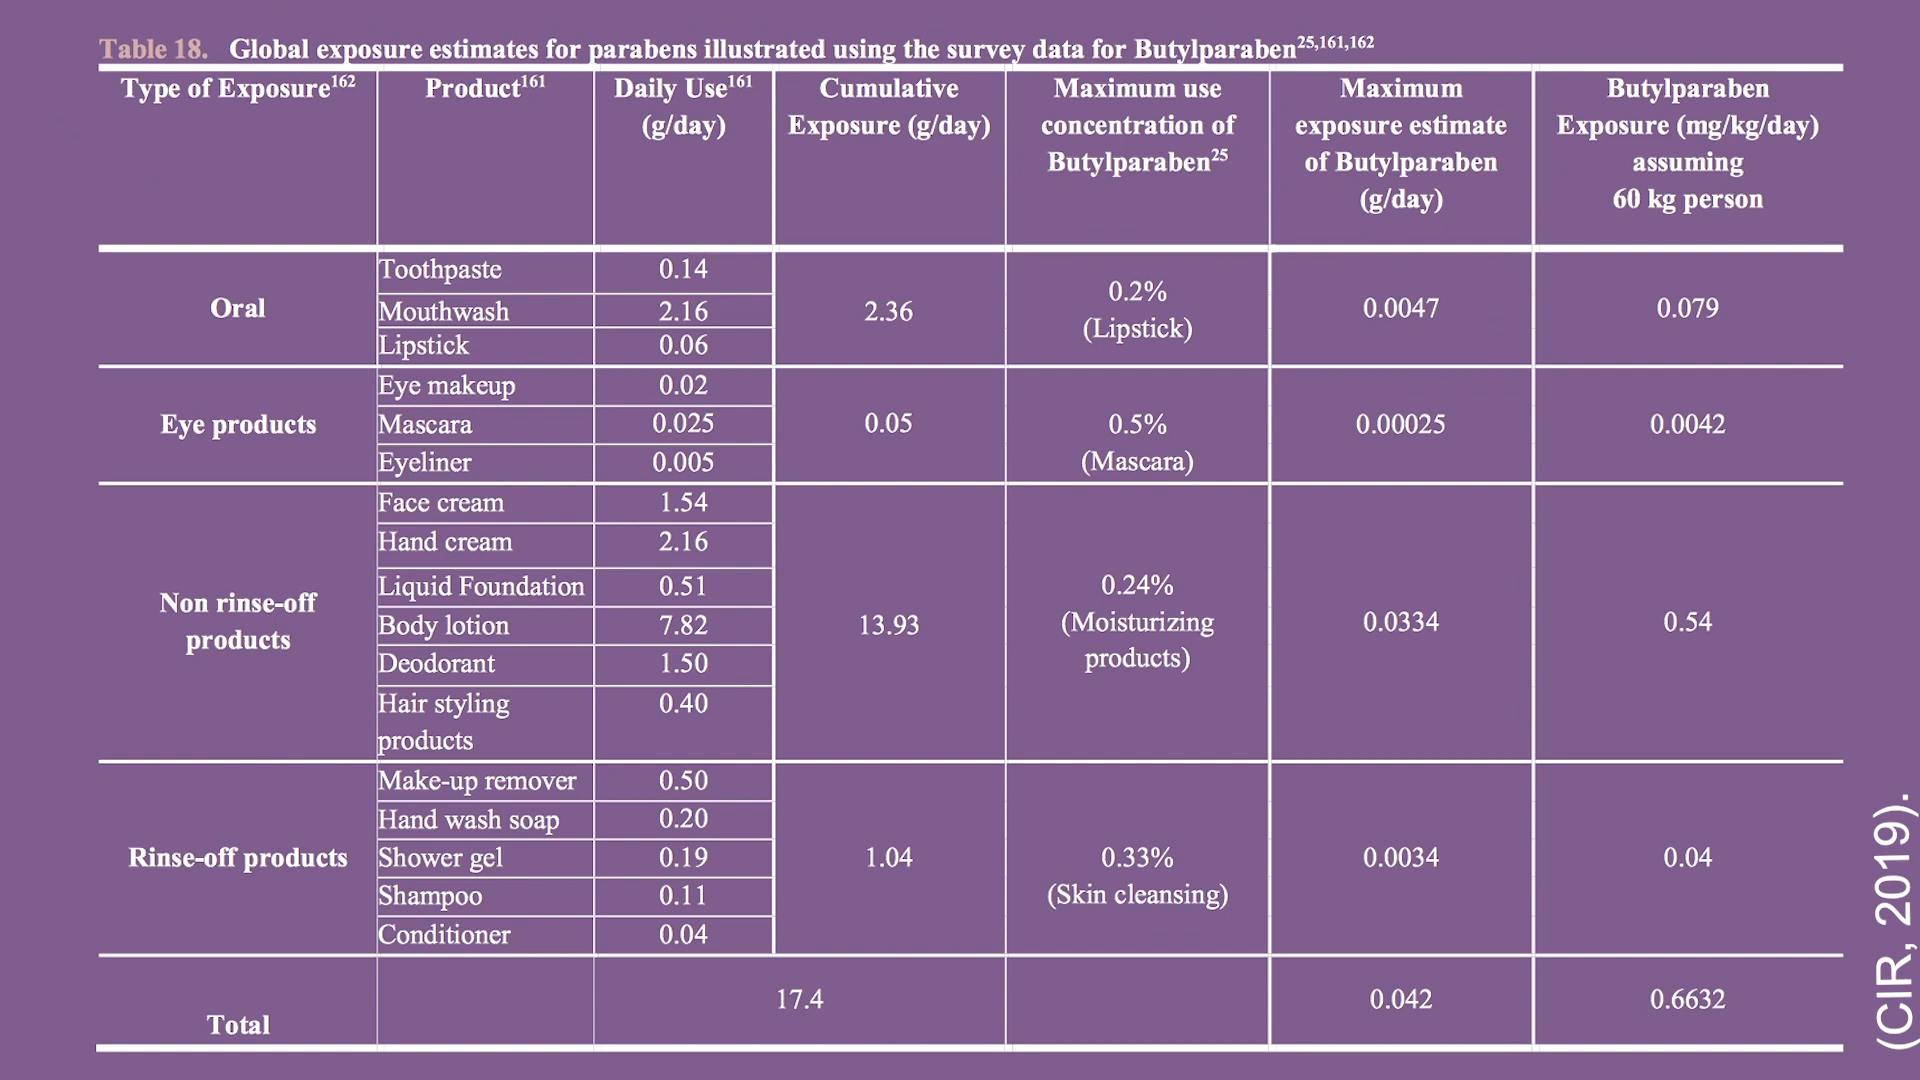 Table 18. Global exposure estimates for parabens illustrated using the survey data for Butylparaben25,161,162
Type of Exposure162 Product161 Daily Use161 (g/day) Cumulative Exposure (g/day) Maximum use concentration of Butylparaben25 Maximum exposure estimate of Butylparaben (g/day) Butylparaben Exposure (mg/kg/day) assuming 60 kg person
Oral
Toothpaste 0.14
Mouthwash 2.16
Lipstick 0.06
2.36
0.2%
(Lipstick)
0.0047
0.079
Eye products
Eye makeup 0.02
Mascara 0.025
Eyeliner 0.005
0.05
0.5%
(Mascara)
0.00025
0.0042
Non rinse-off
products
Face cream 1.54
Hand cream 2.16
Liquid Foundation 0.51
Body lotion 7.82
Deodorant 1.50
Hair styling 0.40
products
13.93
0.24%
(Moisturizing
products)
0.0334
0.54
Rinse-off products
Make-up remover 0.50
Hand wash soap 0.20
Shower gel 0.19
Shampoo 0.11
Conditioner 0.04
1.04
0.33%
(Skin cleansing)
0.0034
0.04
Total
17.4
0.042
0.6632
(CIR, 2019).